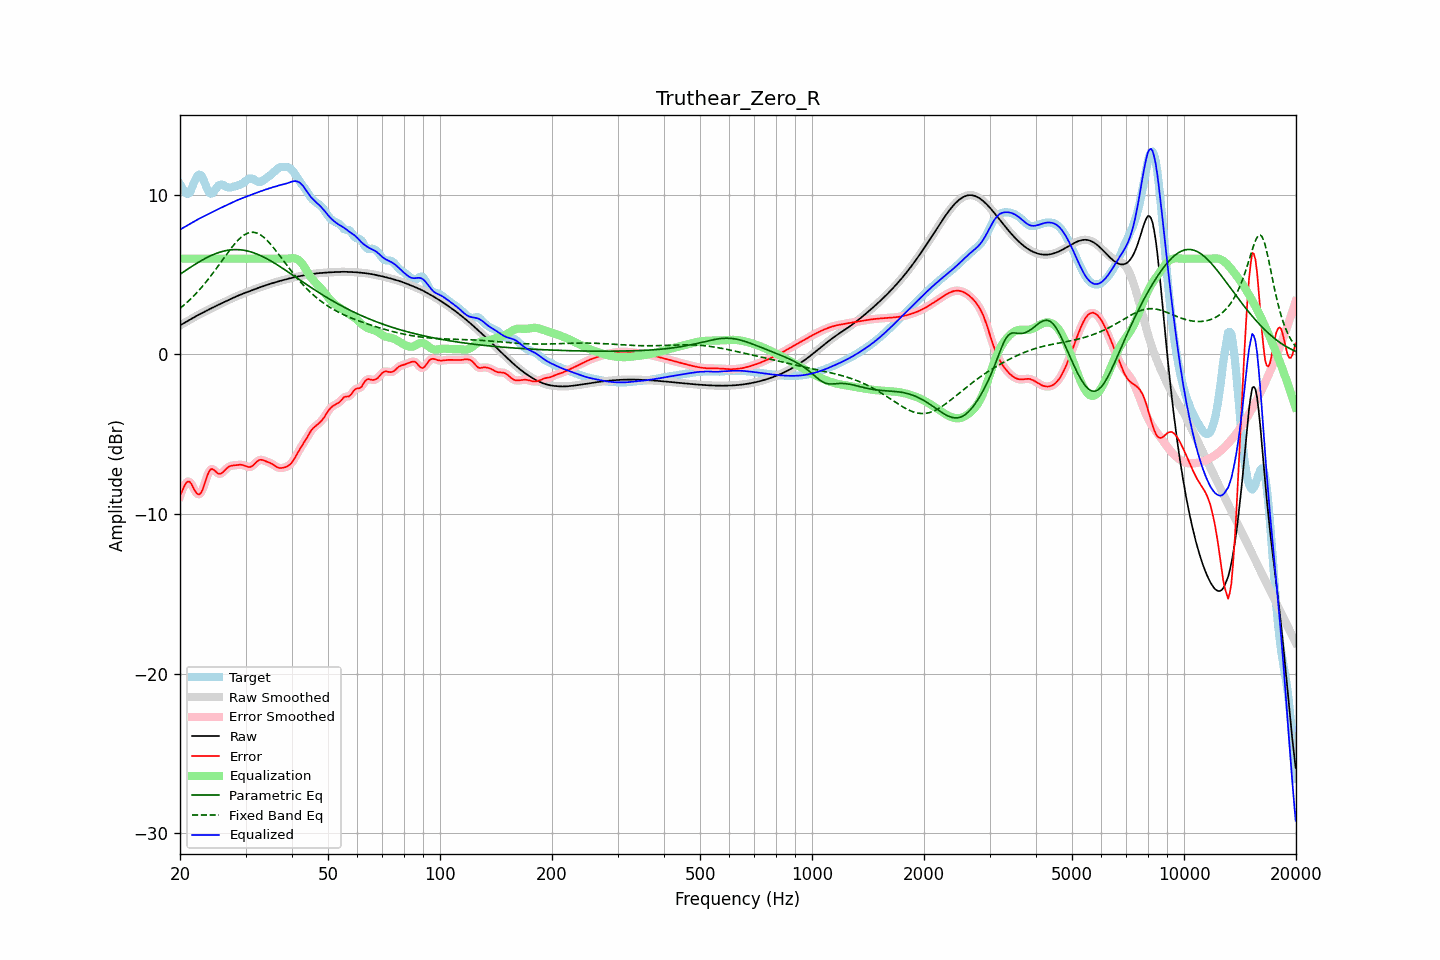 Truthear_Zero_R
Amplitude (dBr)
10
0
−10
−20
−30
Target
Raw Smoothed
Error Smoothed
Raw
Error
Equalization
Parametric Eq
Fixed Band Eq
Equalized
20 50 100 200 500 1000 2000 5000 10000 20000
Frequency (Hz)